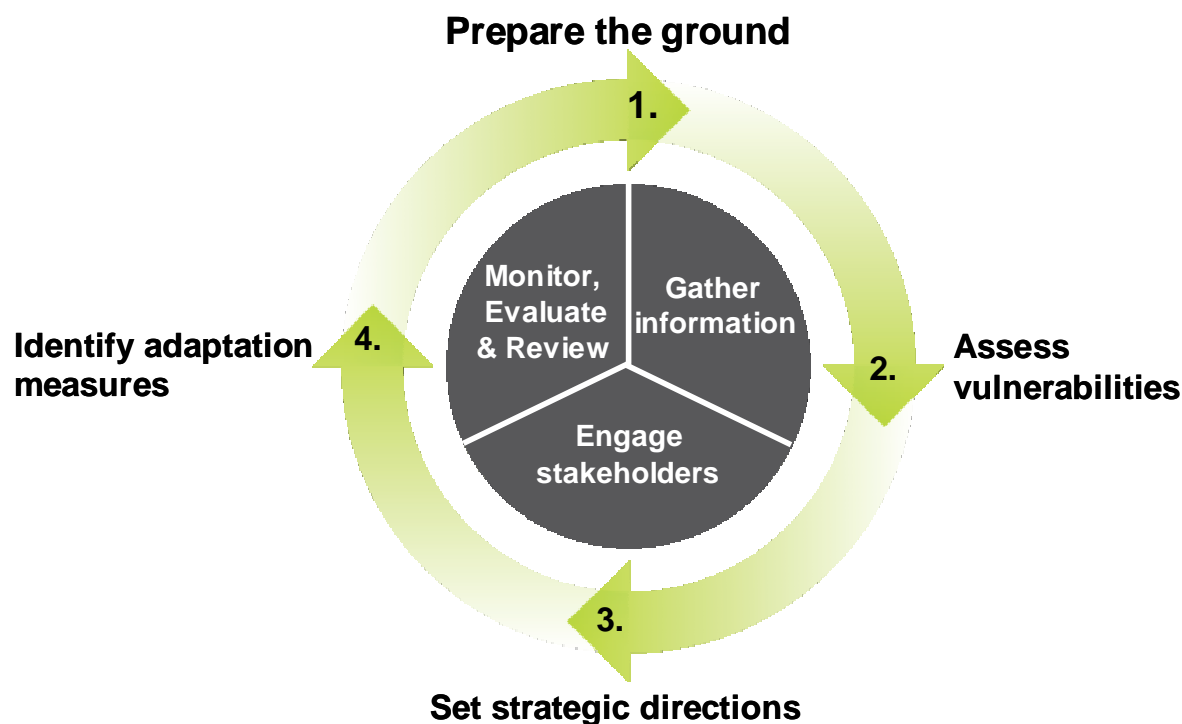 Prepare the ground
1.
Monitor,
Evaluate
& Review
Gather
information
Identify adaptation
measures
4.
2.
Assess
vulnerabilities
Engage
stakeholders
3.
Set strategic directions